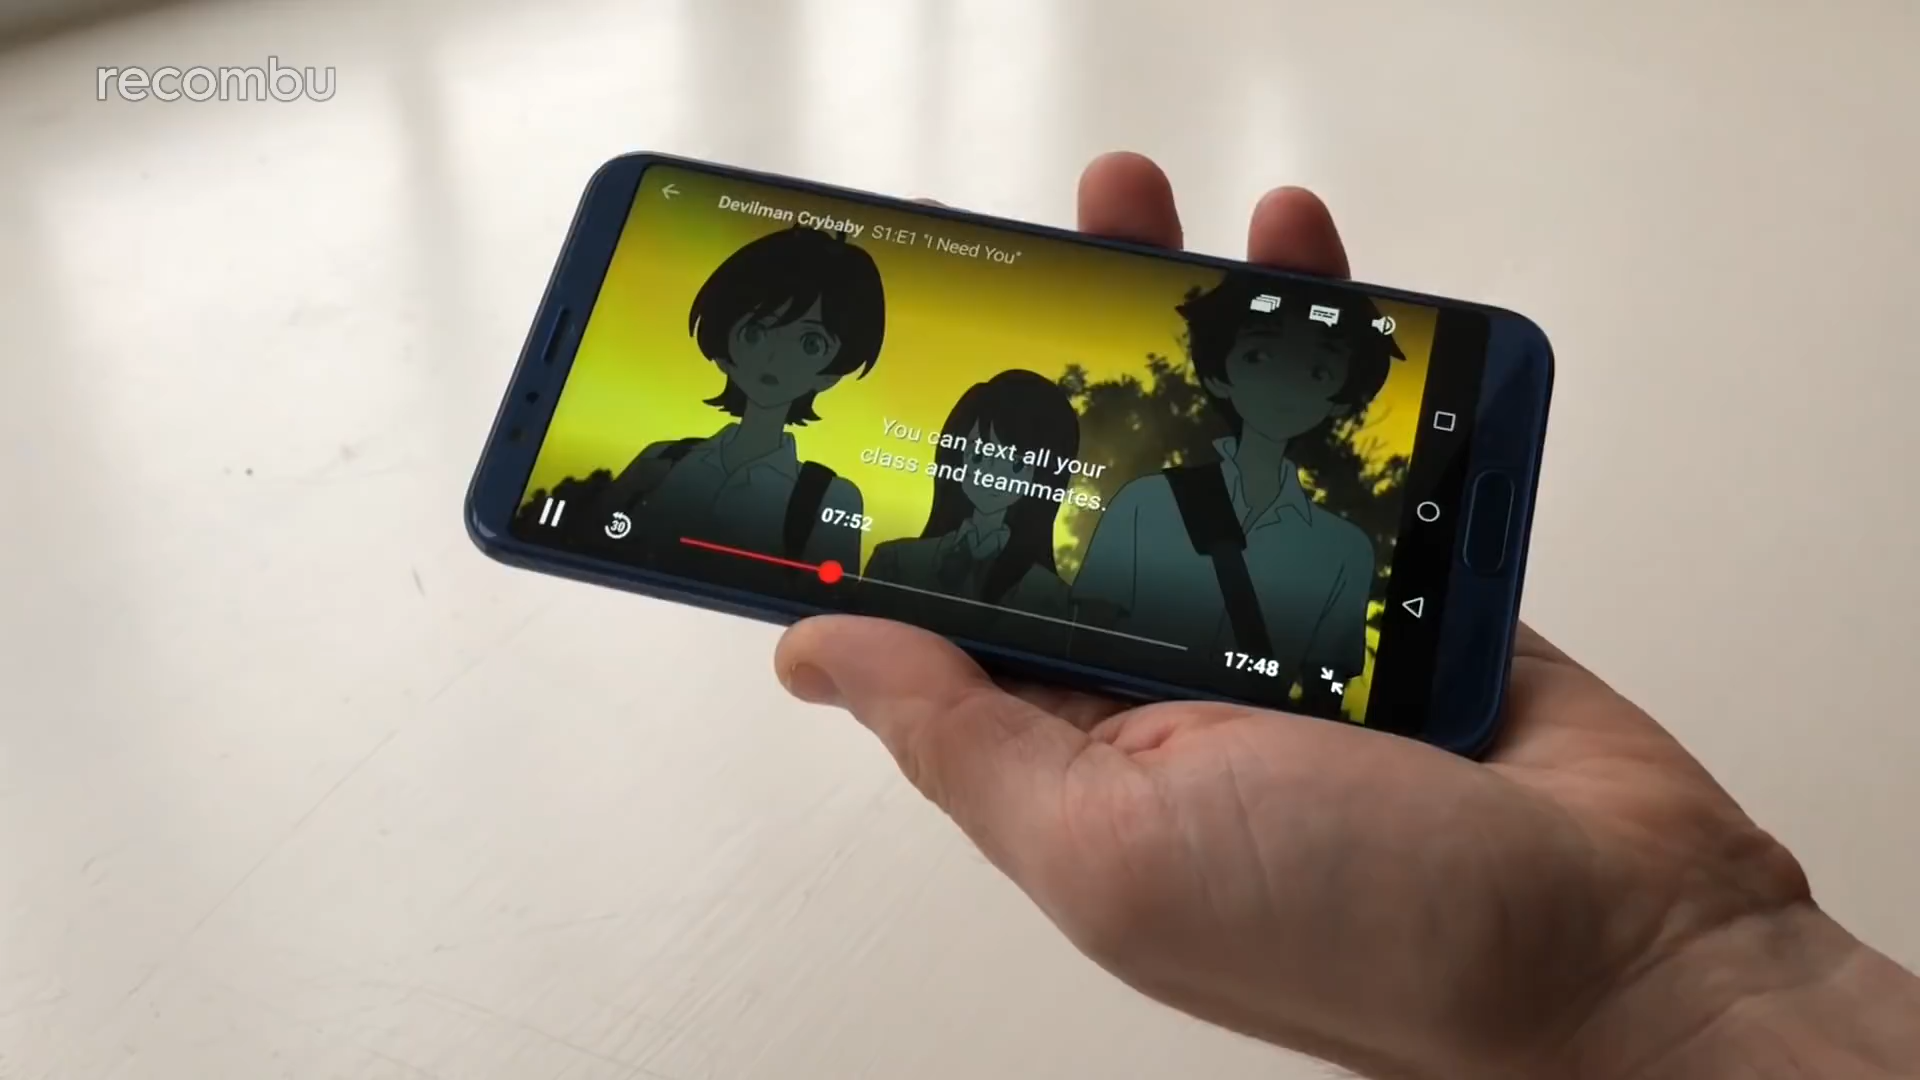 recombu
Devilman Crybaby S1:E1 "I Need You"
You can text all your
class and teammates.
07:52
30
17:48